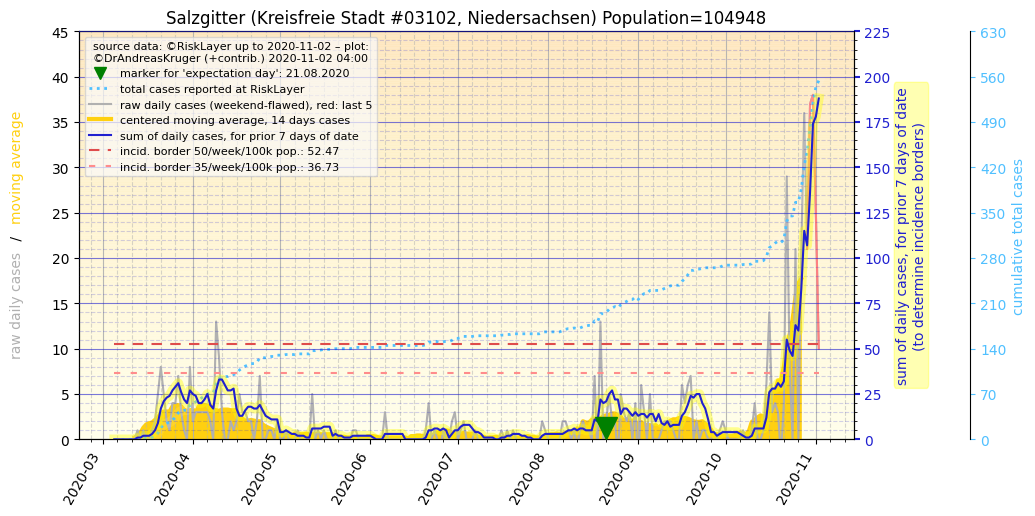 Salzgitter (Kreisfreie Stadt #03102, Niedersachsen) Population=104948
source data: ©RiskLayer up to 2020-11-02 – plot:
©DrAndreasKruger (+contrib.) 2020-11-02 04:00
marker for 'expectation day': 21.08.2020
total cases reported at RiskLayer
raw daily cases (weekend-flawed), red: last 5
centered moving average, 14 days cases
sum of daily cases, for prior 7 days of date
incid. border 50/week/100k pop.: 52.47
incid. border 35/week/100k pop.: 36.73
raw daily cases / moving average
45
40
35
30
25
20
15
10
5
0
225
200
175
150
125
100
75
50
25
0
sum of daily cases, for prior 7 days of date
(to determine incidence borders)
630
560
490
420
350
280
210
140
70
0
cumulative total cases
2020-03
2020-04
2020-05
2020-06
2020-07
2020-08
2020-09
2020-10
2020-11